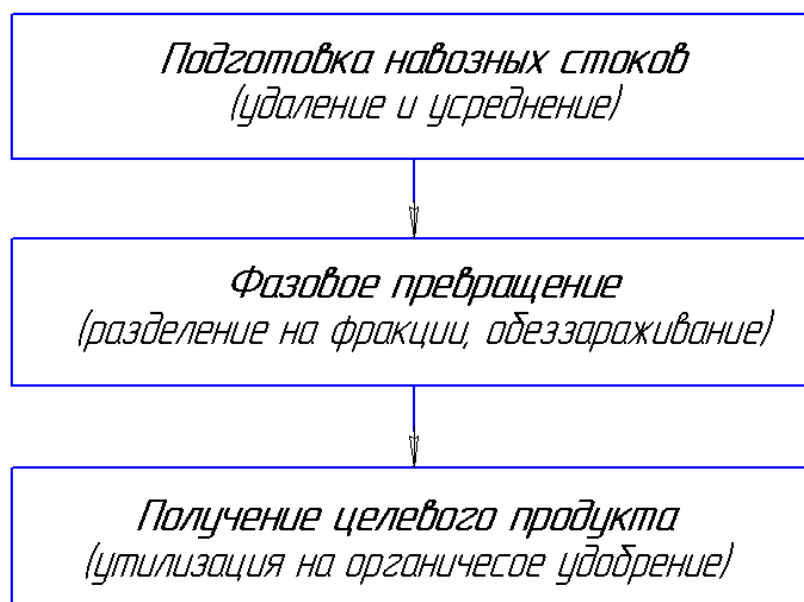 Подготовка навозных стоков
(удаление и усреднение)
Фазовое превращение
(разделение на фракции, обеззараживание)
Получение целевого продукта
(утилизация на органичесое удобрение)